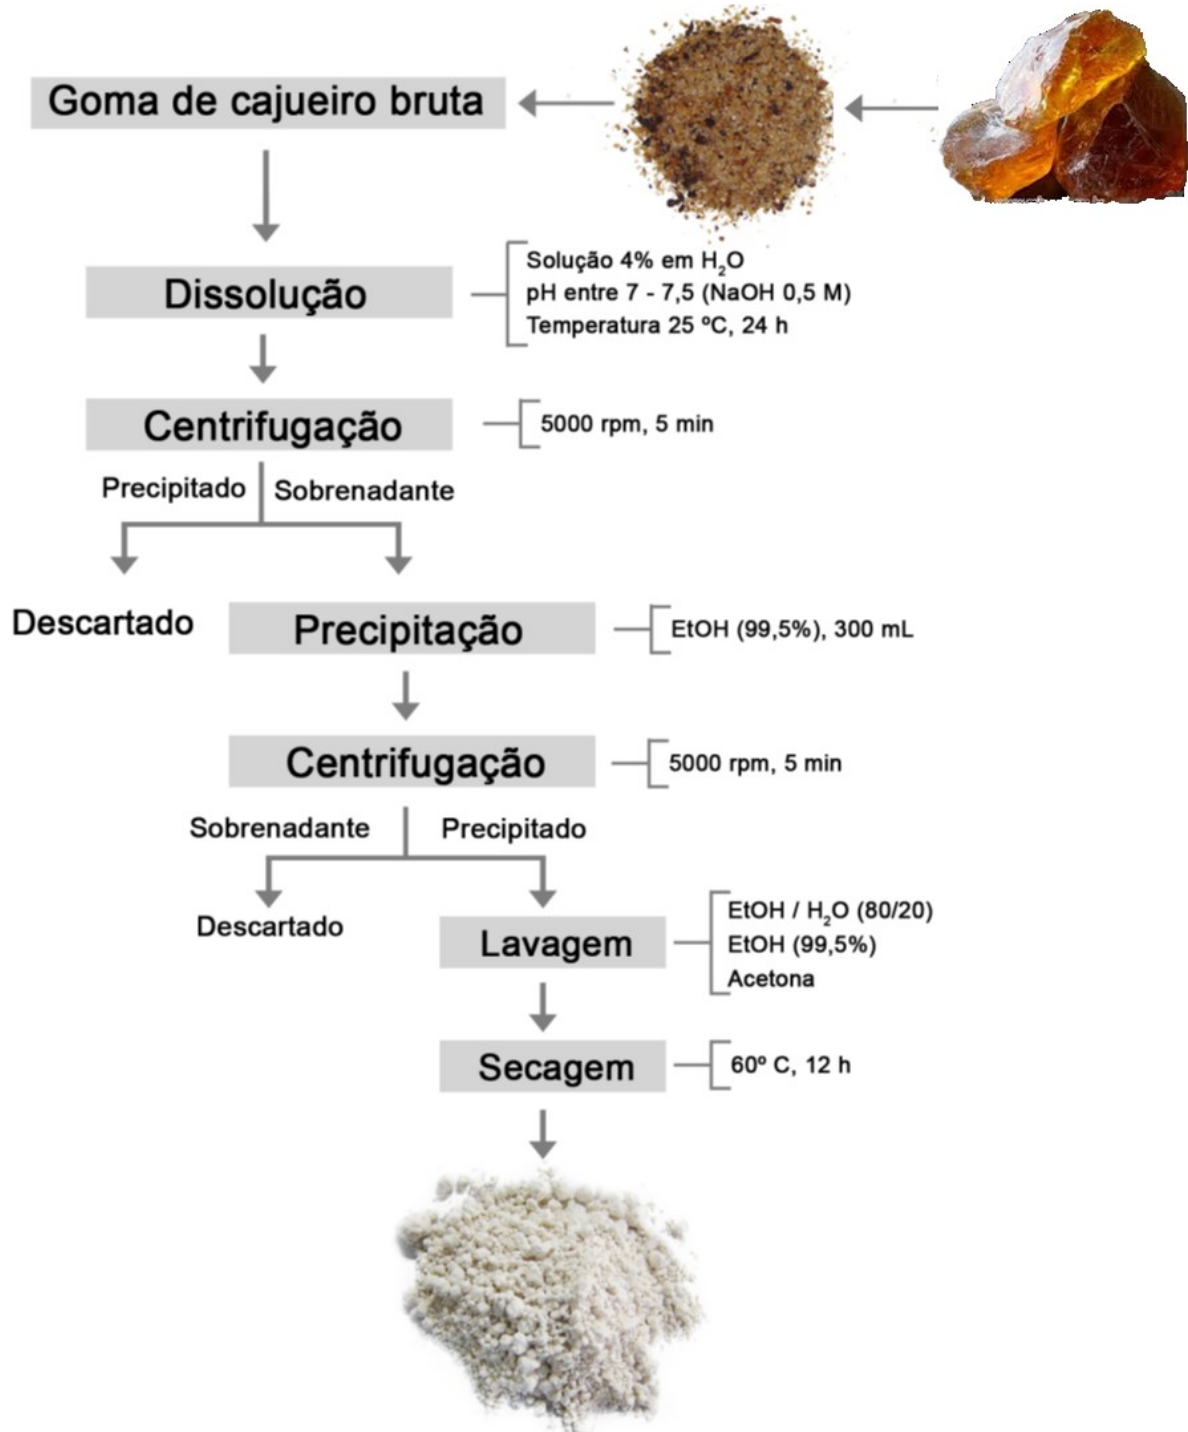 Goma de cajueiro bruta
Dissolução
Solução 4% em H₂O
pH entre 7 - 7,5 (NaOH 0,5 M)
Temperatura 25 ºC, 24 h
Centrifugação
5000 rpm, 5 min
Precipitado
Sobrenadante
Descartado
Precipitação
EtOH (99,5%), 300 mL
Centrifugação
5000 rpm, 5 min
Sobrenadante
Precipitado
Descartado
Lavagem
EtOH / H₂O (80/20)
EtOH (99,5%)
Acetona
Secagem
60º C, 12 h